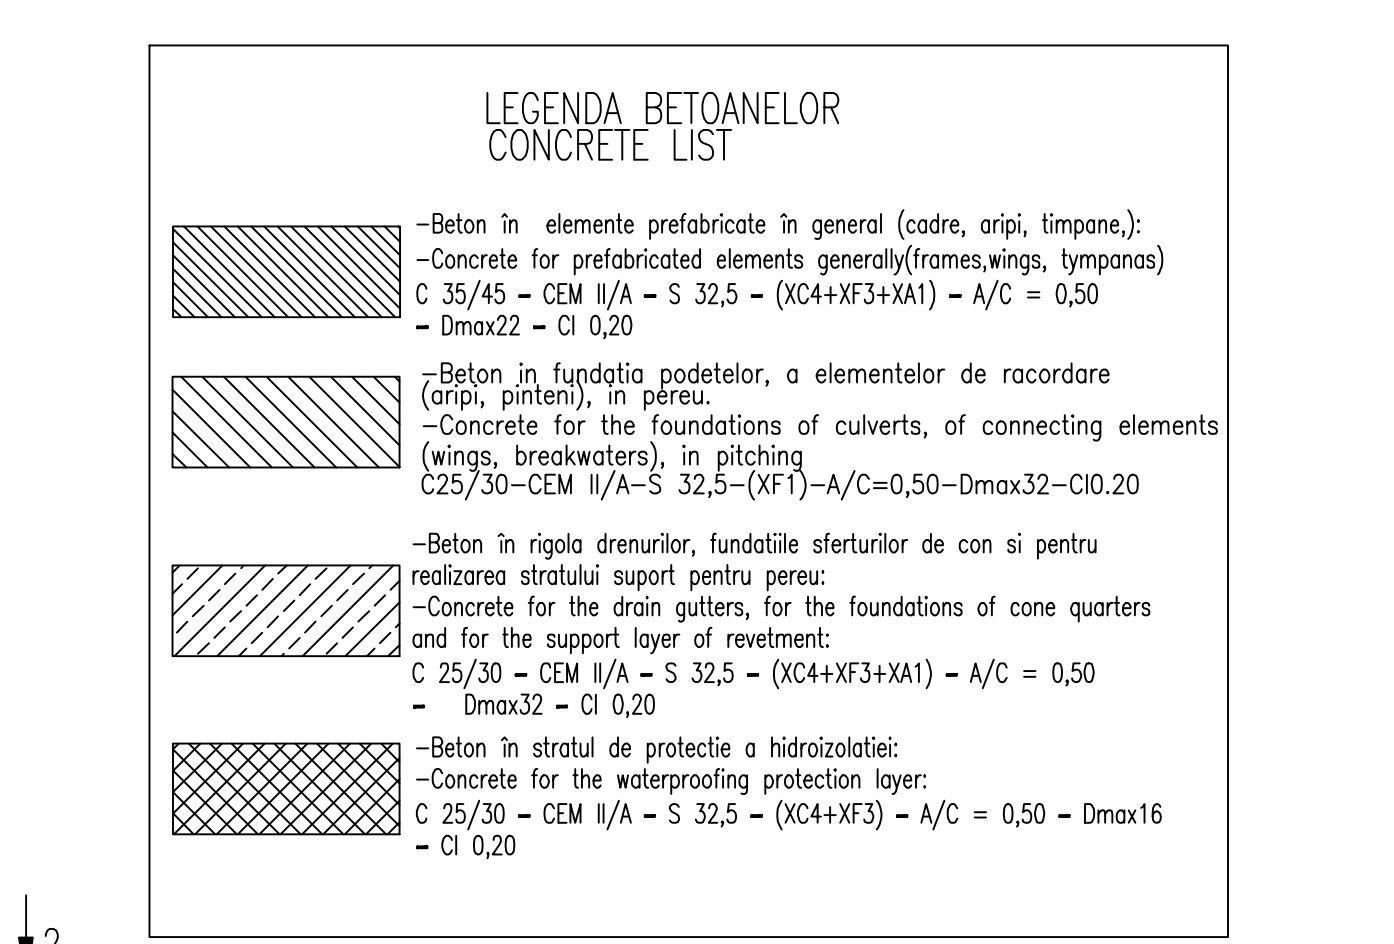 LEGENDA BETOANELOR
CONCRETE LIST
-Beton în elemente prefabricate în general (cadre, aripi, timpane,):
-Concrete for prefabricated elements generally(frames,wings, tympanas)
C 35/45 - CEM II/A - S 32,5 - (XC4+XF3+XA1) - A/C = 0,50
- Dmax22 - Cl 0,20
-Beton in fundatia podetelor, a elementelor de racordare
(aripi, pinteni), in pereu.
-Concrete for the foundations of culverts, of connecting elements
(wings, breakwaters), in pitching
C25/30-CEM II/A-S 32,5-(XF1)-A/C=0,50-Dmax32-Cl0.20
-Beton în rigola drenurilor, fundatiile sferturilor de con si pentru
realizarea stratului suport pentru pereu:
-Concrete for the drain gutters, for the foundations of cone quarters
and for the support layer of revetment:
C 25/30 - CEM II/A - S 32,5 - (XC4+XF3+XA1) - A/C = 0,50
- Dmax32 - Cl 0,20
-Beton în stratul de protectie a hidroizolatiei:
-Concrete for the waterproofing protection layer:
C 25/30 - CEM II/A - S 32,5 - (XC4+XF3) - A/C = 0,50 - Dmax16
- Cl 0,20
2